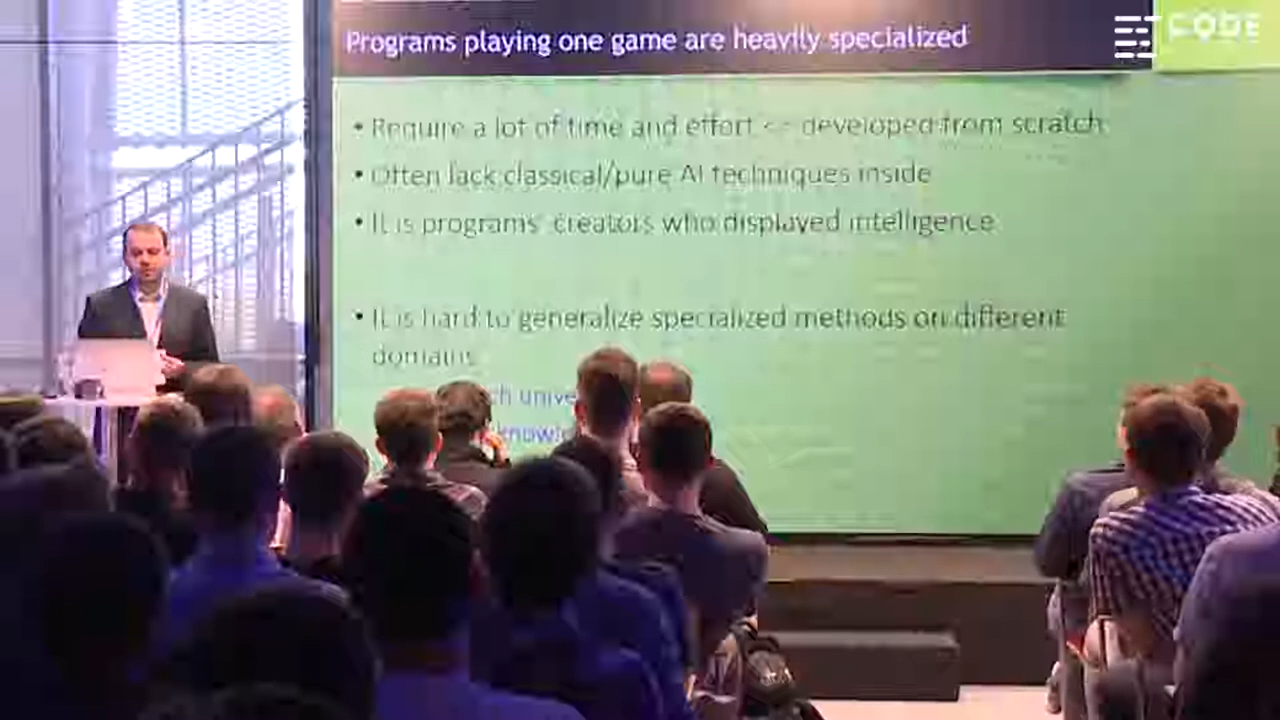 Programs playing one game are heavily specialized
CODE
• Require a lot of time and effort <= developed from scratch
• Often lack classical/pure AI techniques inside
• It is programs' creators who displayed intelligence
• It is hard to generalize specialized methods on different
domains